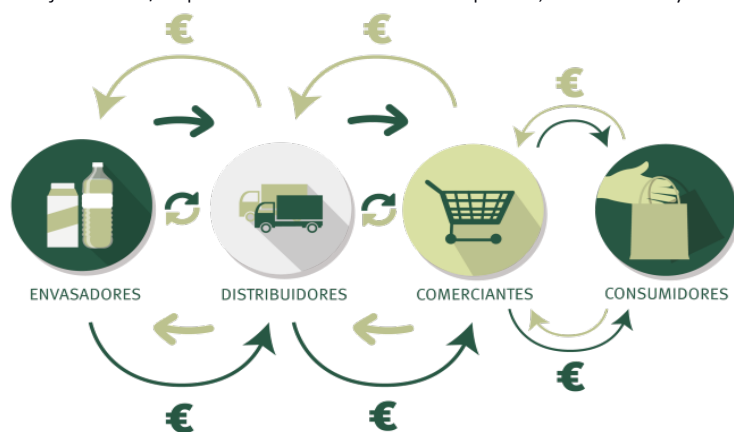 € €
€
ENVASADORES DISTRIBUIDORES COMERCIANTES CONSUMIDORES
€
€ €